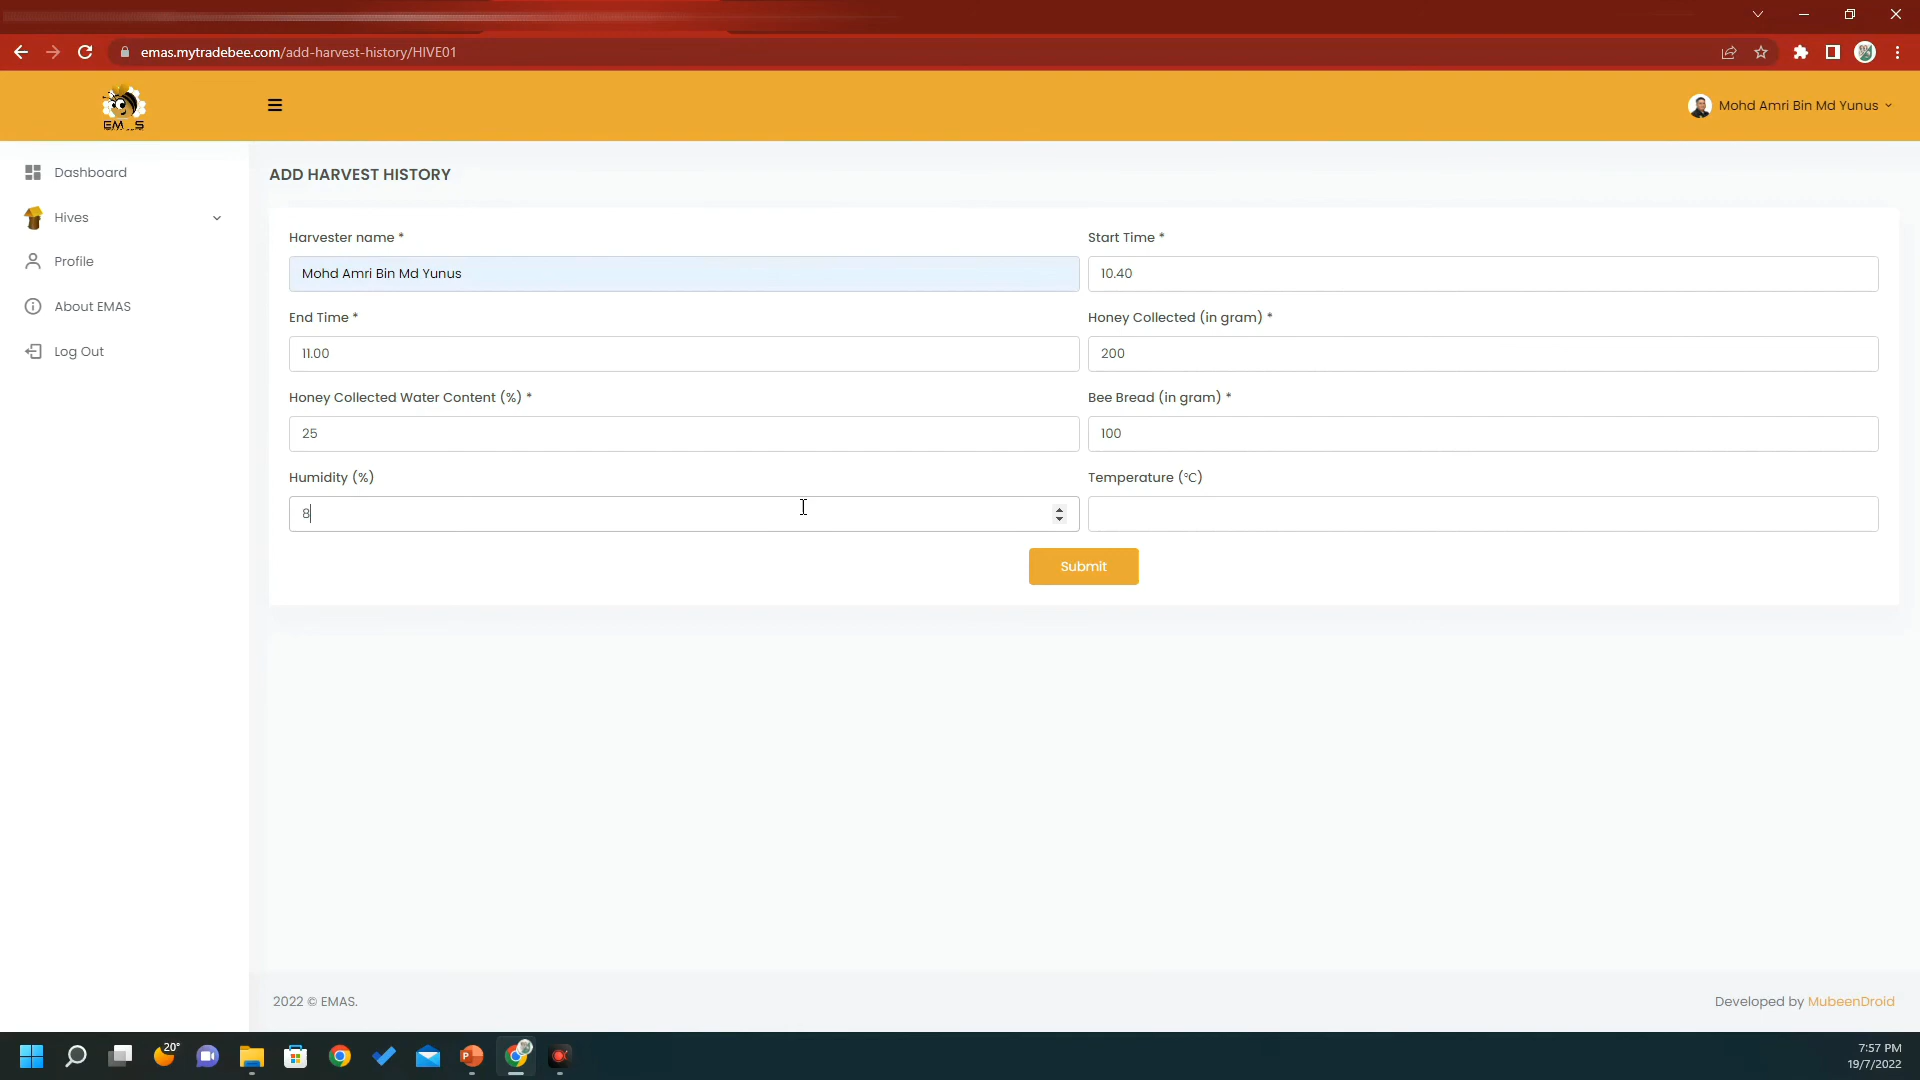 emas.mytradebee.com/add-harvest-history/HIVE01
Mohd Amri Bin Md Yunus
Dashboard
Hives
Profile
About EMAS
Log Out
ADD HARVEST HISTORY
Harvester name *
Start Time *
Mohd Amri Bin Md Yunus
10.40
End Time *
Honey Collected (in gram) *
11.00
200
Honey Collected Water Content (%) *
Bee Bread (in gram) *
25
100
Humidity (%)
Temperature (℃)
8
Submit
2022 © EMAS.
Developed by MubeenDroid
20°
7:57 PM
19/7/2022